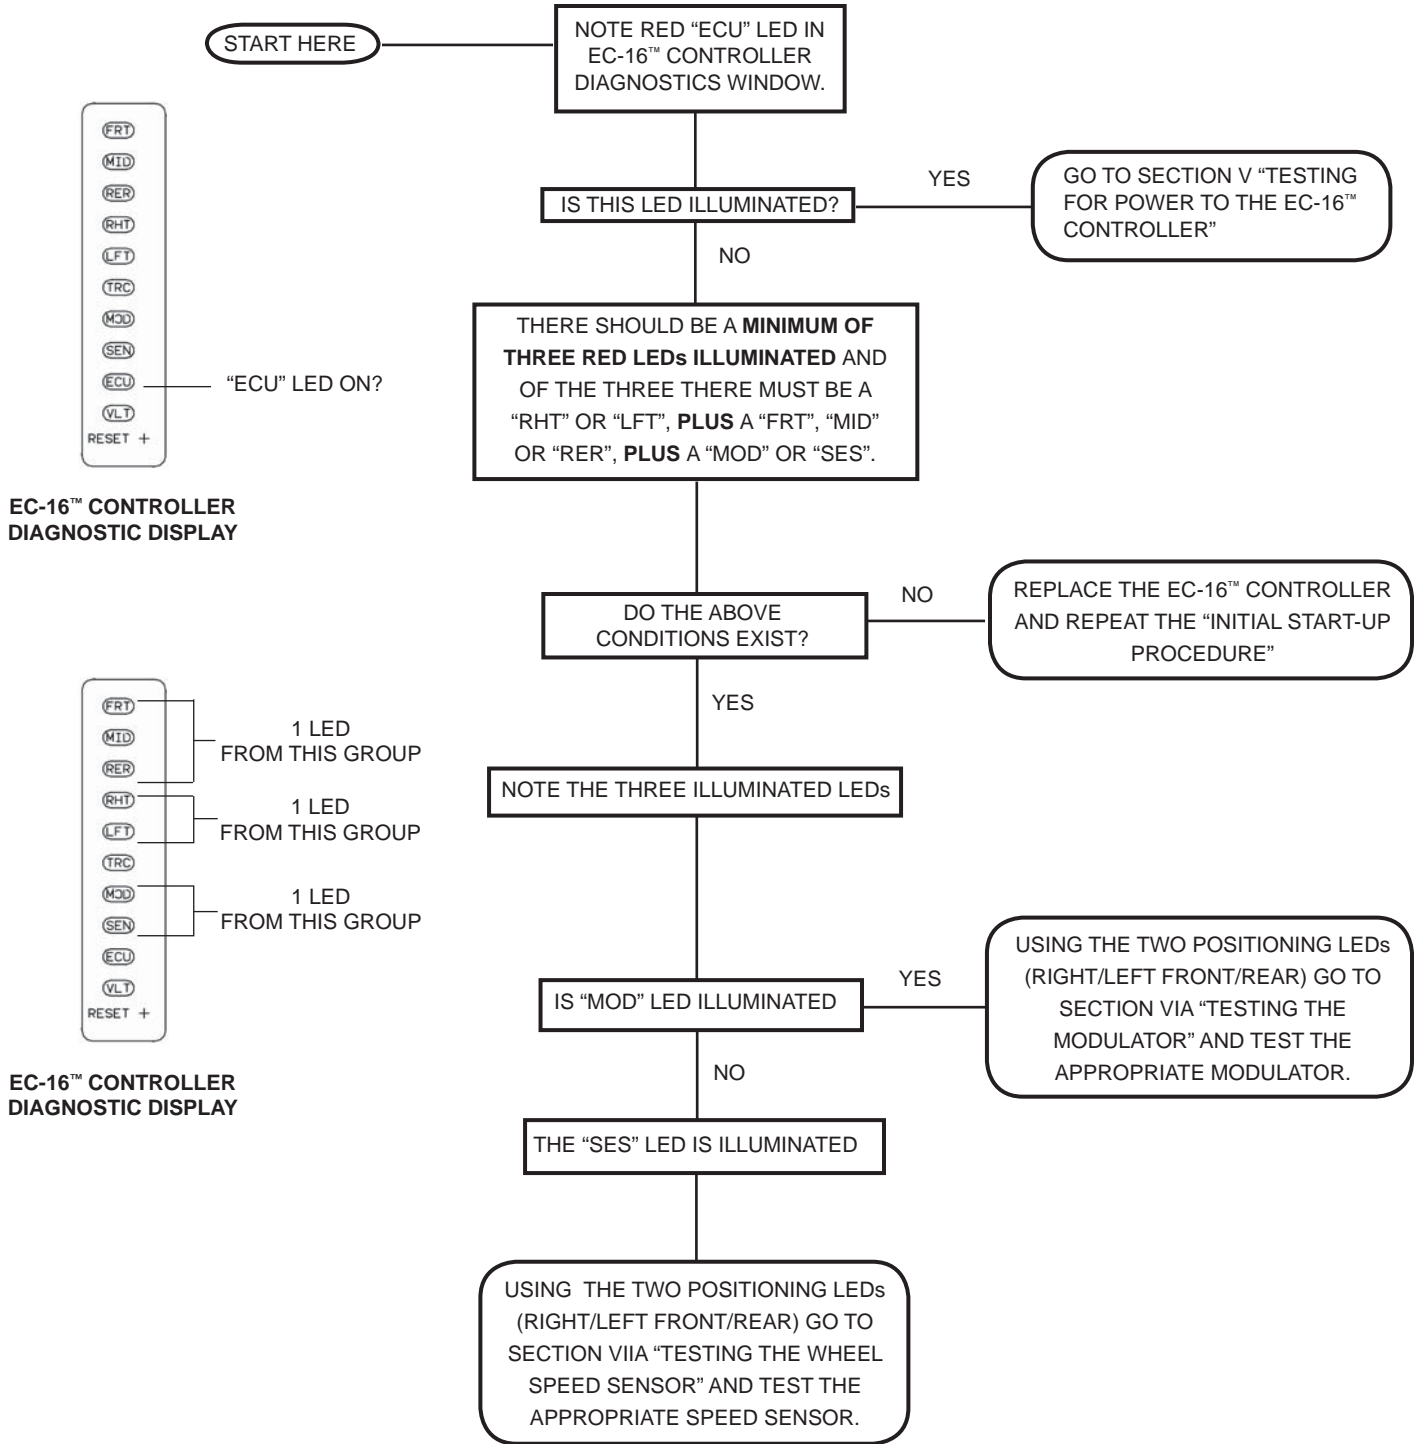 START HERE
NOTE RED “ECU” LED IN
EC-16™ CONTROLLER
DIAGNOSTICS WINDOW.
FRT
MID
RER
RHT
LFT
TRC
MOD
SEN
ECU
VLT
RESET +
“ECU” LED ON?
EC-16™ CONTROLLER
DIAGNOSTIC DISPLAY
IS THIS LED ILLUMINATED?
YES
GO TO SECTION V “TESTING
FOR POWER TO THE EC-16™
CONTROLLER”
NO
THERE SHOULD BE A MINIMUM OF
THREE RED LEDs ILLUMINATED AND
OF THE THREE THERE MUST BE A
“RHT” OR “LFT”, PLUS A “FRT”, “MID”
OR “RER”, PLUS A “MOD” OR “SES”.
DO THE ABOVE
CONDITIONS EXIST?
NO
REPLACE THE EC-16™ CONTROLLER
AND REPEAT THE “INITIAL START-UP
PROCEDURE”
YES
FRT
MID
RER
RHT
LFT
TRC
MOD
SEN
ECU
VLT
RESET +
1 LED
FROM THIS GROUP
1 LED
FROM THIS GROUP
1 LED
FROM THIS GROUP
EC-16™ CONTROLLER
DIAGNOSTIC DISPLAY
NOTE THE THREE ILLUMINATED LEDs
IS “MOD” LED ILLUMINATED
YES
USING THE TWO POSITIONING LEDs
(RIGHT/LEFT FRONT/REAR) GO TO
SECTION VIA “TESTING THE
MODULATOR” AND TEST THE
APPROPRIATE MODULATOR.
NO
THE “SES” LED IS ILLUMINATED
USING THE TWO POSITIONING LEDs
(RIGHT/LEFT FRONT/REAR) GO TO
SECTION VIIA “TESTING THE WHEEL
SPEED SENSOR” AND TEST THE
APPROPRIATE SPEED SENSOR.